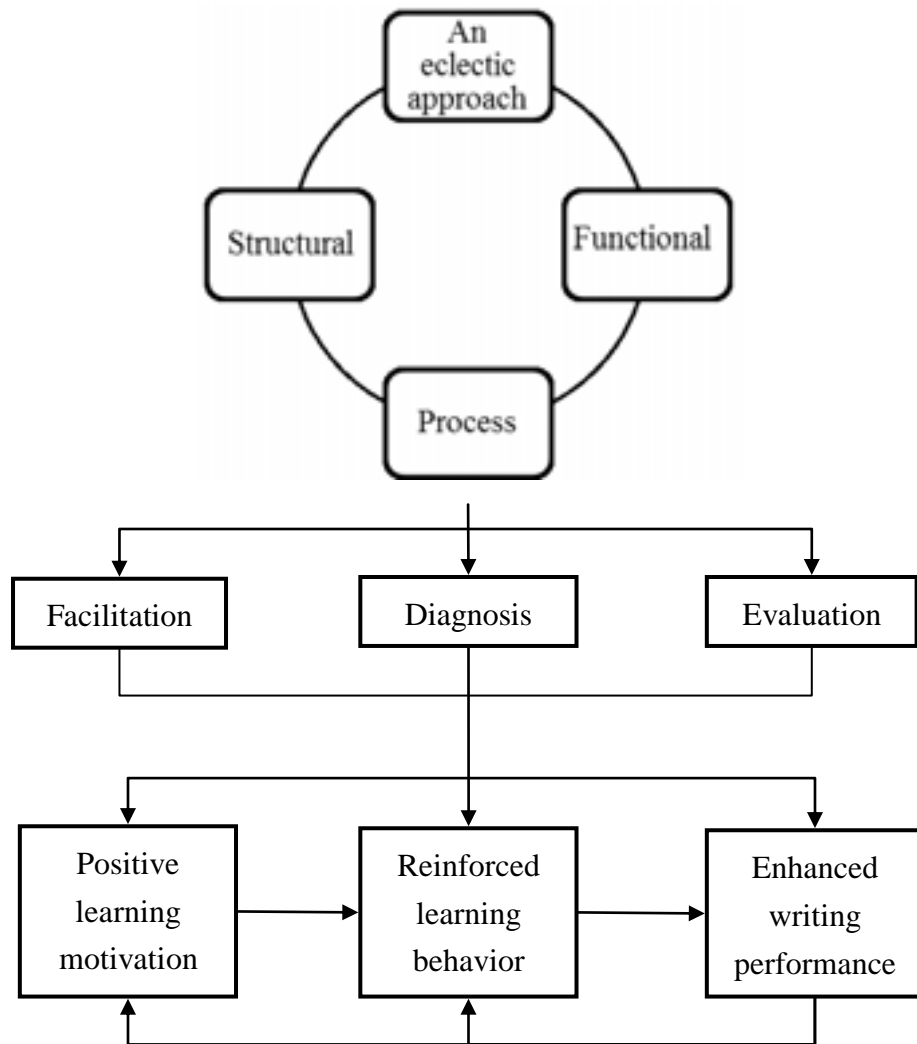 An
eclectic
approach
Structural
Functional
Process
Facilitation
Diagnosis
Evaluation
Positive
learning
motivation
Reinforced
learning
behavior
Enhanced
writing
performance